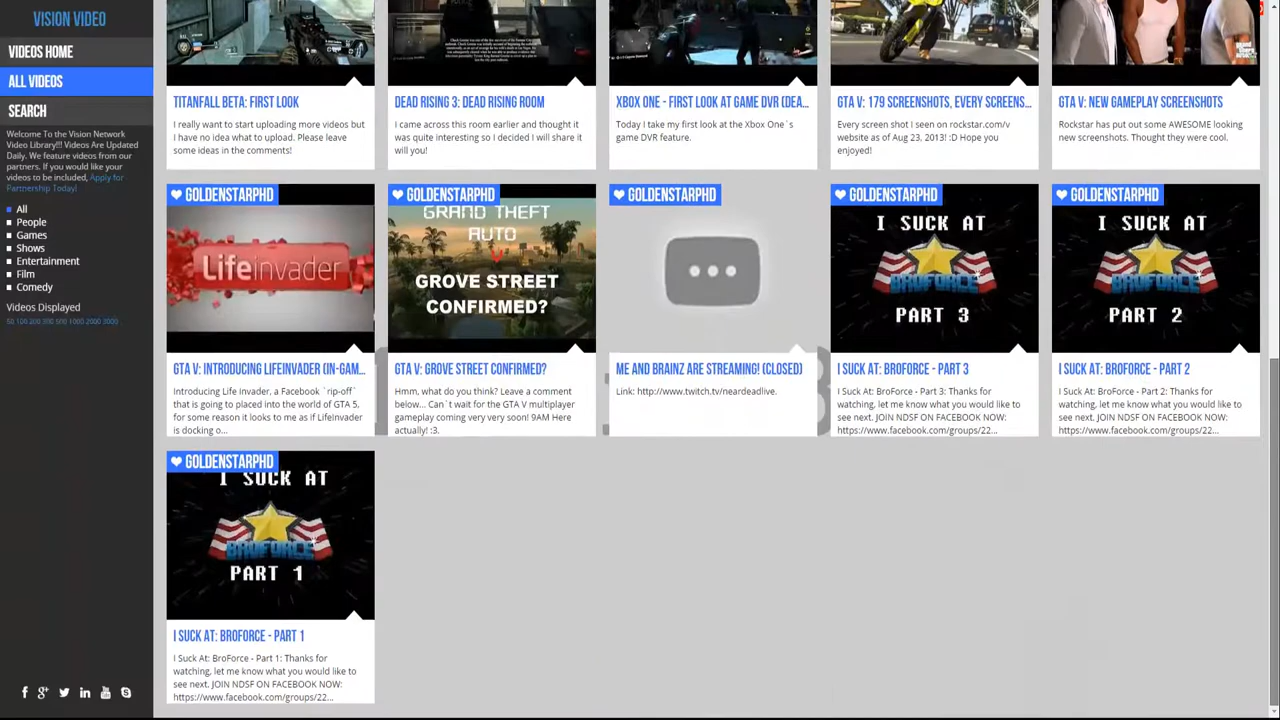 VISION VIDEO
VIDEOS HOME
ALL VIDEOS
SEARCH
Welcome To the Vision Network
Video Library!!! Videos Are Updated
Daily. We feature videos from our
partners. If you would like your
videos to be included, Apply for
Partnership Today!
All
People
Games
Shows
Entertainment
Film
Comedy
Videos Displayed
50 100 200 300 500 1000 2000 3000
TITANFALL BETA: FIRST LOOK
I really want to start uploading more videos but
I have no idea what to upload. Please leave
some ideas in the comments!
DEAD RISING 3: DEAD RISING ROOM
I came across this room earlier and thought it
was quite interesting so I decided I will share it
will you!
XBOX ONE - FIRST LOOK AT GAME DVR (DEA...
Today I take my first look at the Xbox One`s
game DVR feature.
GTA V: 179 SCREENSHOTS, EVERY SCREENS...
Every screen shot I seen on rockstar.com/v
website as of Aug 23, 2013! :D Hope you
enjoyed!
GTA V: NEW GAMEPLAY SCREENSHOTS
Rockstar has put out some AWESOME looking
new screenshots. Thought they were cool.
GOLDENSTARPHD
Lifeinvader
GTA V: INTRODUCING LIFEINVADER (IN-GAM...
Introducing Life Invader, a Facebook `rip-off`
that is going to placed into the world of GTA 5,
for some reason it looks to me as if LifeInvader
is docking o...
GOLDENSTARPHD
GRAND THEFT
AUTO
V
GROVE STREET
CONFIRMED?
GTA V: GROVE STREET CONFIRMED?
Hmm, what do you think? Leave a comment
below... Can`t wait for the GTA V multiplayer
gameplay coming very very soon! 9AM Here
actually! :3.
GOLDENSTARPHD
ME AND BRAINZ ARE STREAMING! (CLOSED)
Link: http://www.twitch.tv/neardeadlive.
GOLDENSTARPHD
I SUCK AT
BROFORCE
PART 3
I SUCK AT: BROFORCE - PART 3
I Suck At: BroForce - Part 3: Thanks for
watching, let me know what you would like to
see next. JOIN NDSF ON FACEBOOK NOW:
https://www.facebook.com/groups/22...
GOLDENSTARPHD
I SUCK AT
BROFORCE
PART 2
I SUCK AT: BROFORCE - PART 2
I Suck At: BroForce - Part 2: Thanks for
watching, let me know what you would like to
see next. JOIN NDSF ON FACEBOOK NOW:
https://www.facebook.com/groups/22...
GOLDENSTARPHD
I SUCK AT
BROFORCE
PART 1
I SUCK AT: BROFORCE - PART 1
I Suck At: BroForce - Part 1: Thanks for
watching, let me know what you would like to
see next. JOIN NDSF ON FACEBOOK NOW:
https://www.facebook.com/groups/22...